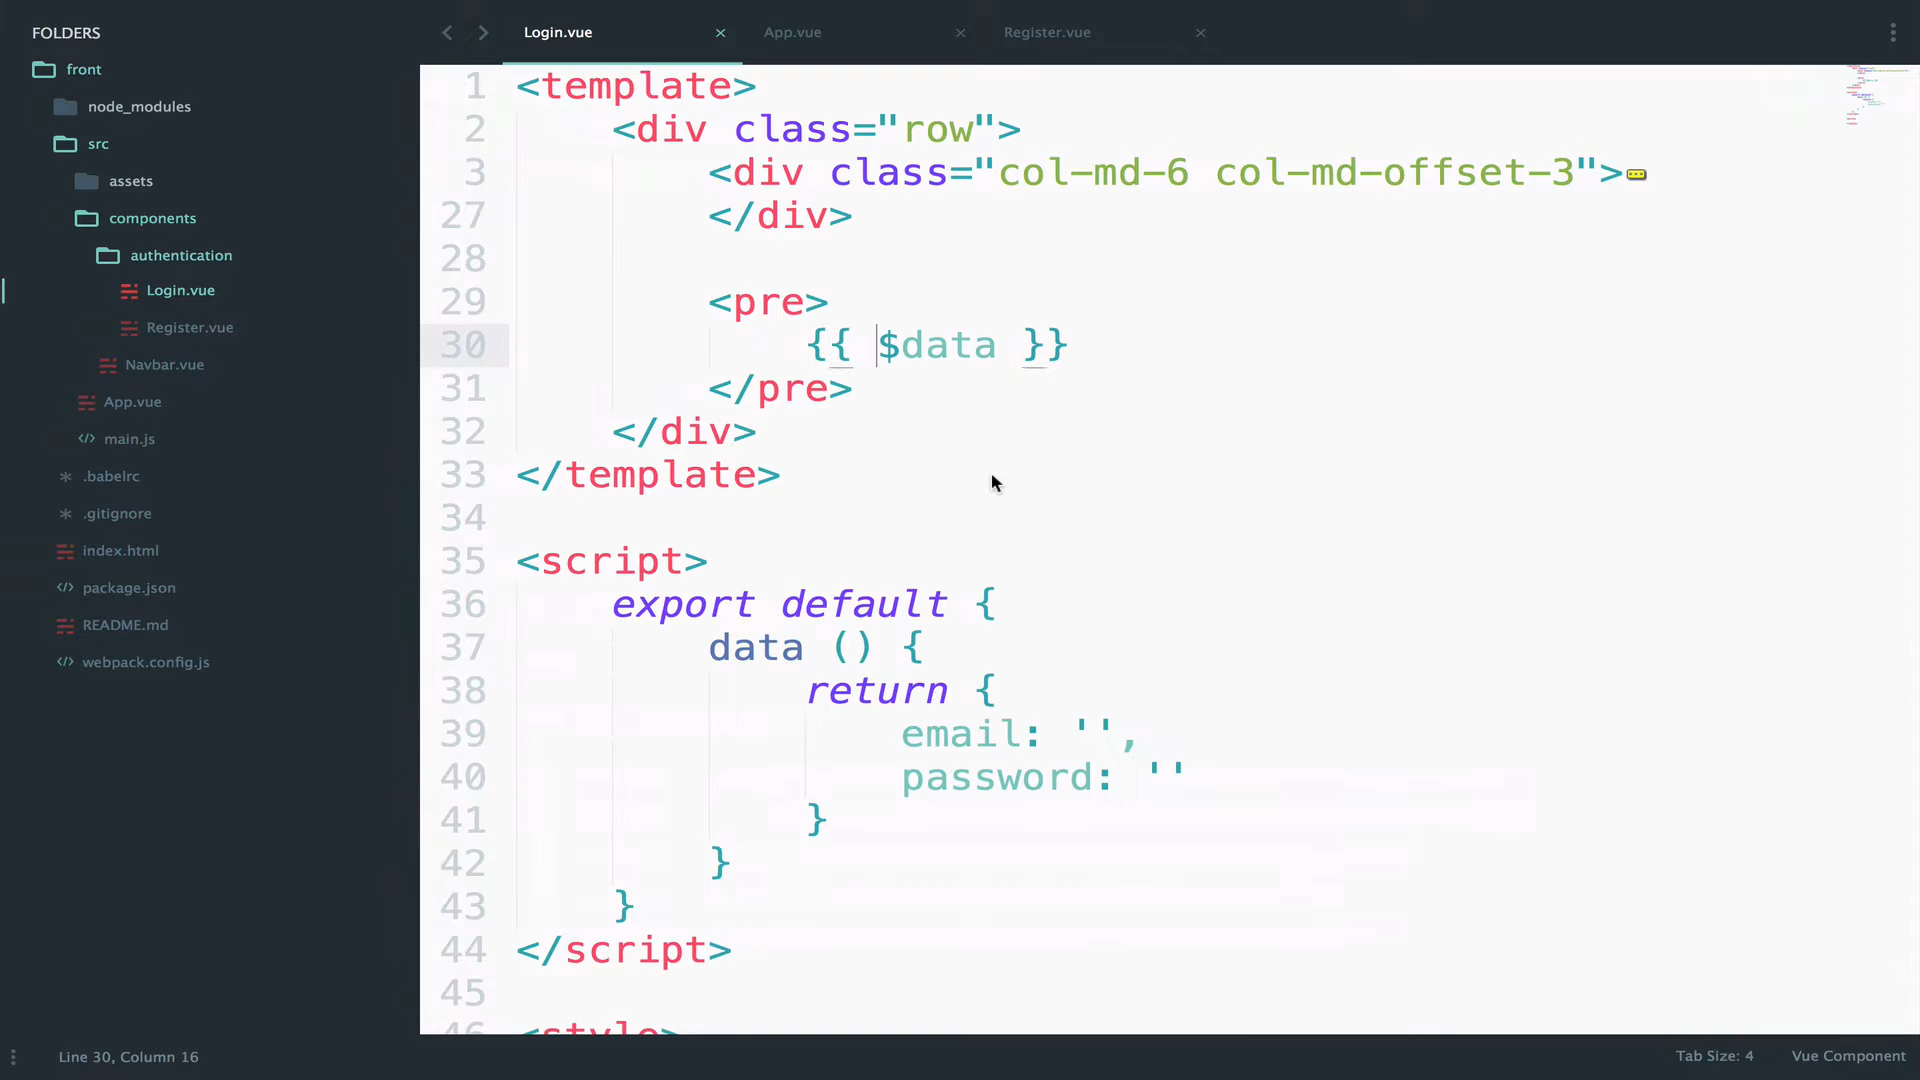 FOLDERS
front
node_modules
src
assets
components
authentication
Login.vue
Register.vue
Navbar.vue
App.vue
main.js
.babelrc
.gitignore
index.html
package.json
README.md
webpack.config.js
Login.vue × App.vue × Register.vue ×
1 <template>
2 <div class="row">
3 <div class="col-md-6 col-md-offset-3">
27 </div>
28
29 <pre>
30 {{ $data }}
31 </pre>
32 </div>
33 </template>
34
35 <script>
36 export default {
37 data () {
38 return {
39 email: '',
40 password: ''
41 }
42 }
43 }
44 </script>
45
46 <style>
Line 30, Column 16
Tab Size: 4 Vue Component